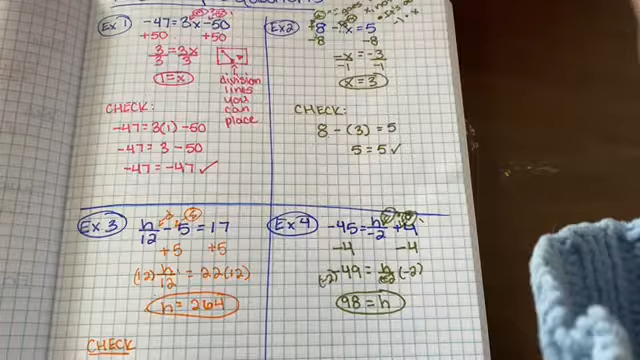 Ex 1
-47 = 3x - 50
+50 +50
3/3 = 3x/3
1 = x
division
lines
you
can
place
CHECK:
-47 = 3(1) - 50
-47 = 3 - 50
-47 = -47 ✓
Ex2
8 - x = 5
-8 -8
-x/-1 = -3/-1
x = 3
CHECK:
8 - (3) = 5
5 = 5 ✓
Ex 3
h/12 - 5 = 17
+5 +5
(12) h/12 = 22(12)
h = 264
CHECK
Ex 4
-45 = h/-2 + 4
-4 -4
(-2) -49 = h/-2 (-2)
98 = h